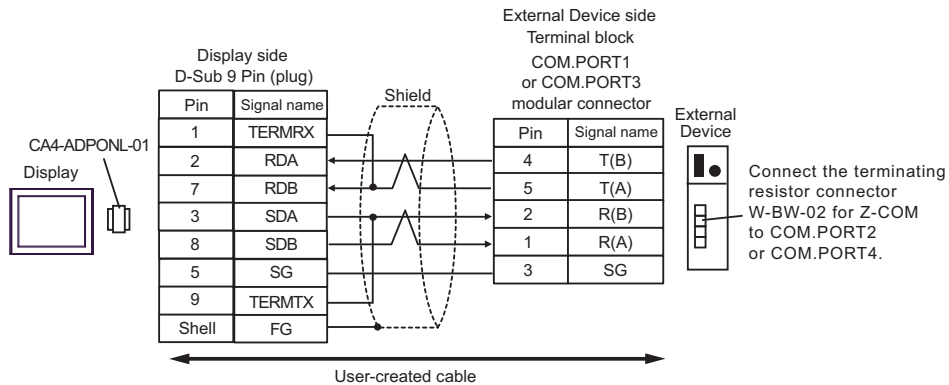 External Device side
Terminal block
COM.PORT1
or COM.PORT3
modular connector
Display side
D-Sub 9 Pin (plug)
Shield
External
Device
CA4-ADPONL-01
Display
Pin Signal name
1 TERMRX
2 RDA
7 RDB
3 SDA
8 SDB
5 SG
9 TERMTX
Shell FG
Pin Signal name
4 T(B)
5 T(A)
2 R(B)
1 R(A)
3 SG
Connect the terminating
resistor connector
W-BW-02 for Z-COM
to COM.PORT2
or COM.PORT4.
User-created cable